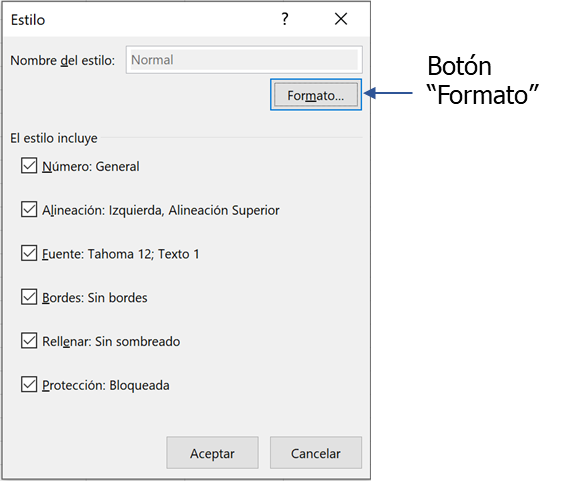 Estilo
?
Nombre del estilo: Normal
Formato...
Botón
“Formato”
El estilo incluye
Número: General
Alineación: Izquierda, Alineación Superior
Fuente: Tahoma 12; Texto 1
Bordes: Sin bordes
Rellenar: Sin sombreado
Protección: Bloqueada
Aceptar Cancelar